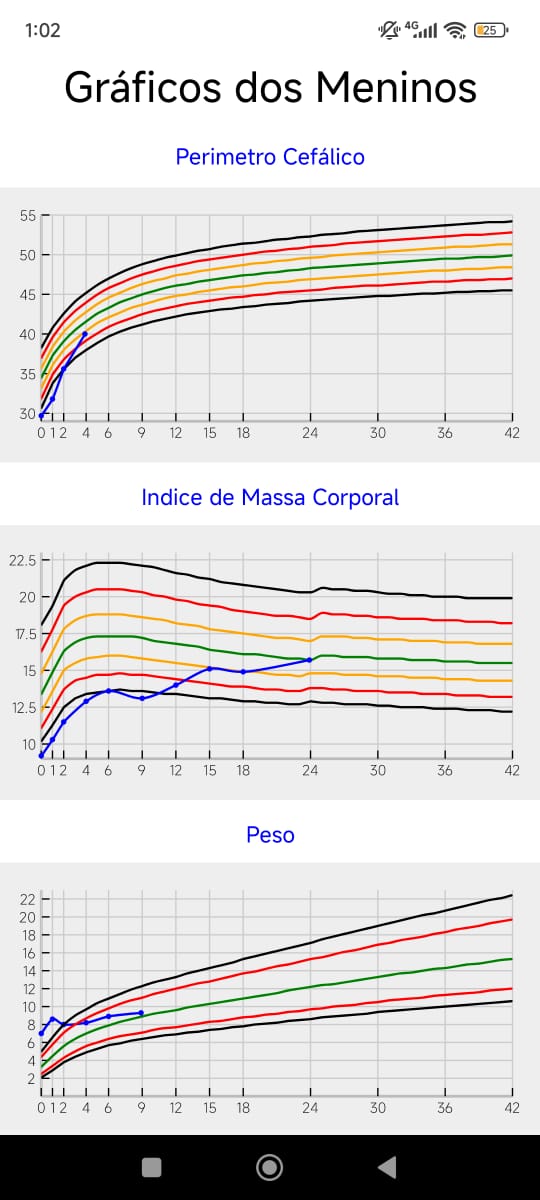 1:02 4G 25
Gráficos dos Meninos
Perimetro Cefálico
55
50
45
40
35
30
0 1 2 4 6 9 12 15 18 24 30 36 42
Indice de Massa Corporal
22.5
20
17.5
15
12.5
10
0 1 2 4 6 9 12 15 18 24 30 36 42
Peso
22
20
18
16
14
12
10
8
6
4
2
0 1 2 4 6 9 12 15 18 24 30 36 42